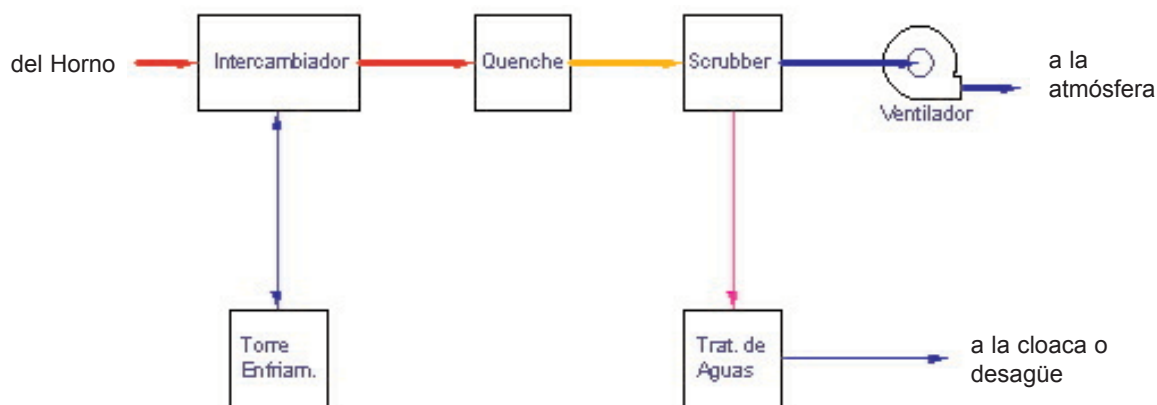 del Horno
Intercambiador
Quenche
Scrubber
a la
atmósfera
Ventilador
Torre
Enfriam.
Trat. de
Aguas
a la cloaca o
desagüe